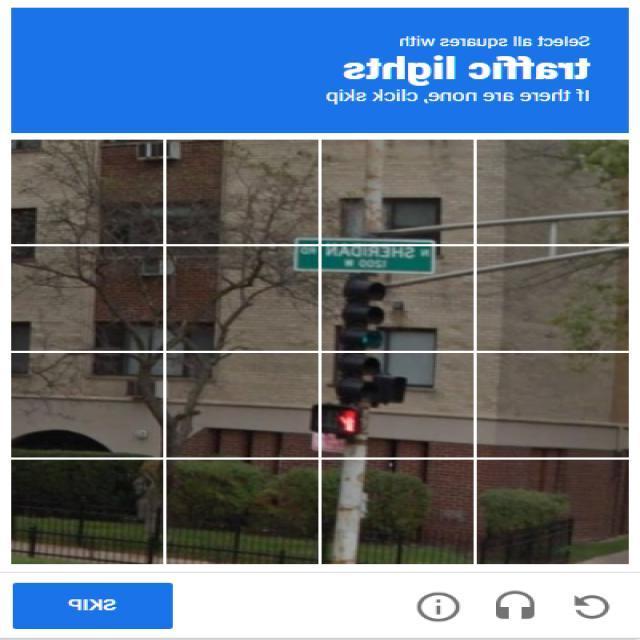 Select all squares with
traffic lights
If there are none, click skip
N SHERIDAN RD
1200 W
SKIP